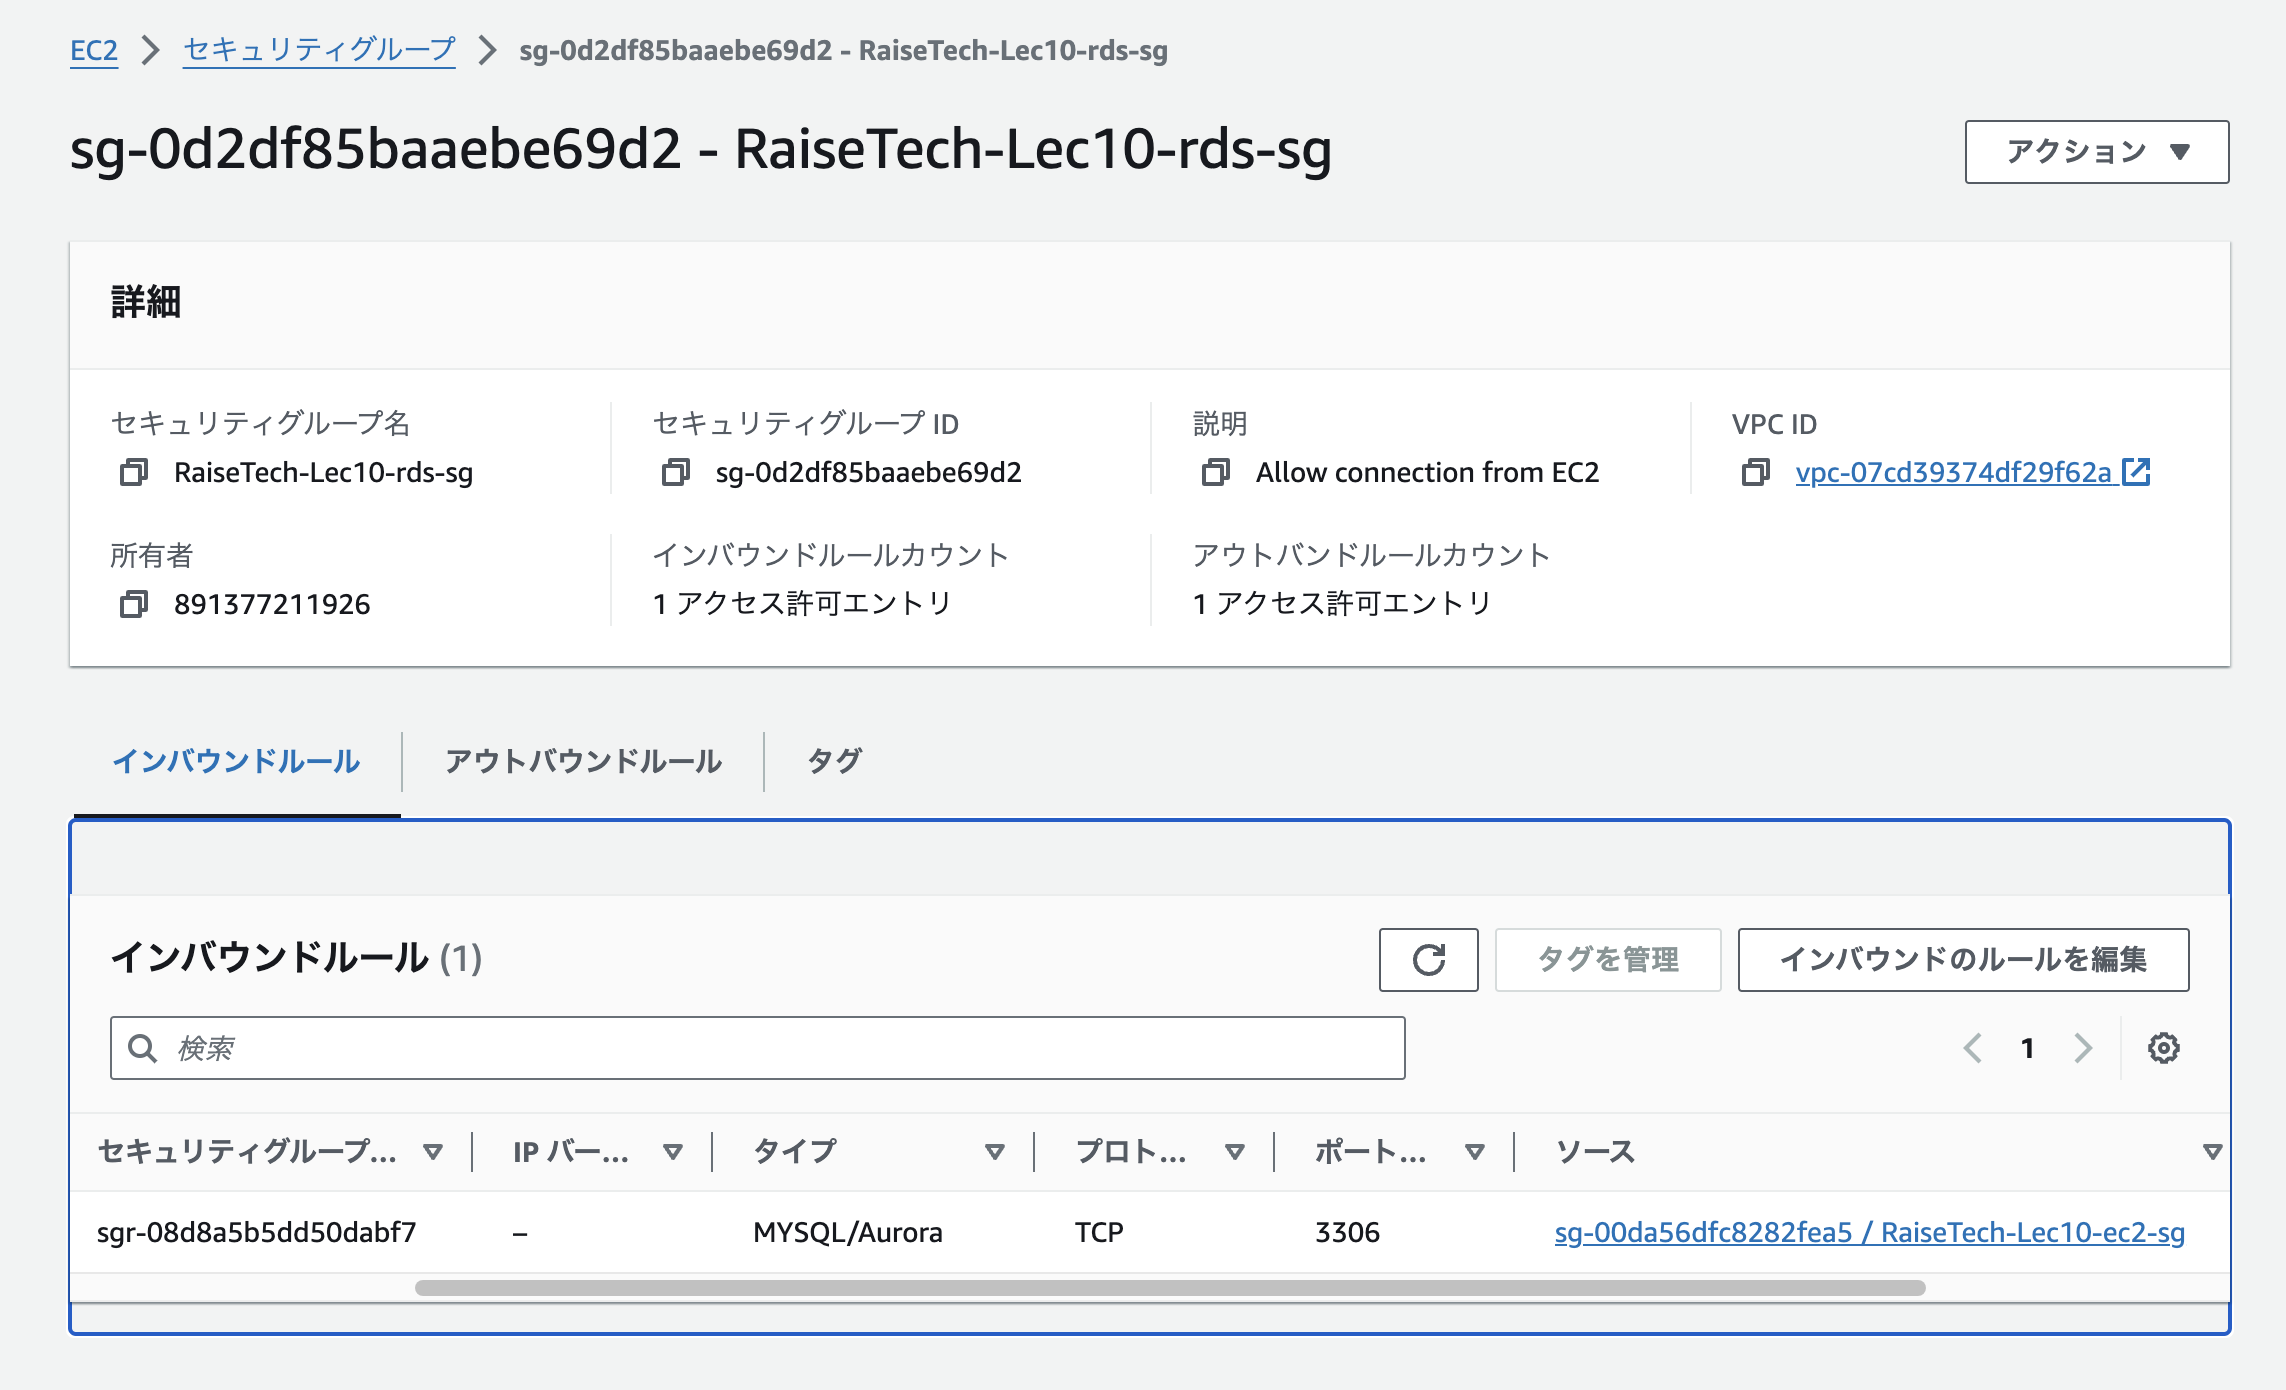 EC2 > セキュリティグループ > sg-0d2df85baaebe69d2 - RaiseTech-Lec10-rds-sg
sg-0d2df85baaebe69d2 - RaiseTech-Lec10-rds-sg
アクション ▼
詳細
セキュリティグループ名
RaiseTech-Lec10-rds-sg
セキュリティグループ ID
sg-0d2df85baaebe69d2
説明
Allow connection from EC2
VPC ID
vpc-07cd39374df29f62a
所有者
891377211926
インバウンドルールカウント
1 アクセス許可エントリ
アウトバンドルールカウント
1 アクセス許可エントリ
インバウンドルール
アウトバウンドルール
タグ
インバウンドルール (1)
タグを管理
インバウンドのルールを編集
検索
1
セキュリティグループ... IP バー... タイプ プロト... ポート... ソース
sgr-08d8a5b5dd50dabf7 – MYSQL/Aurora TCP 3306 sg-00da56dfc8282fea5 / RaiseTech-Lec10-ec2-sg